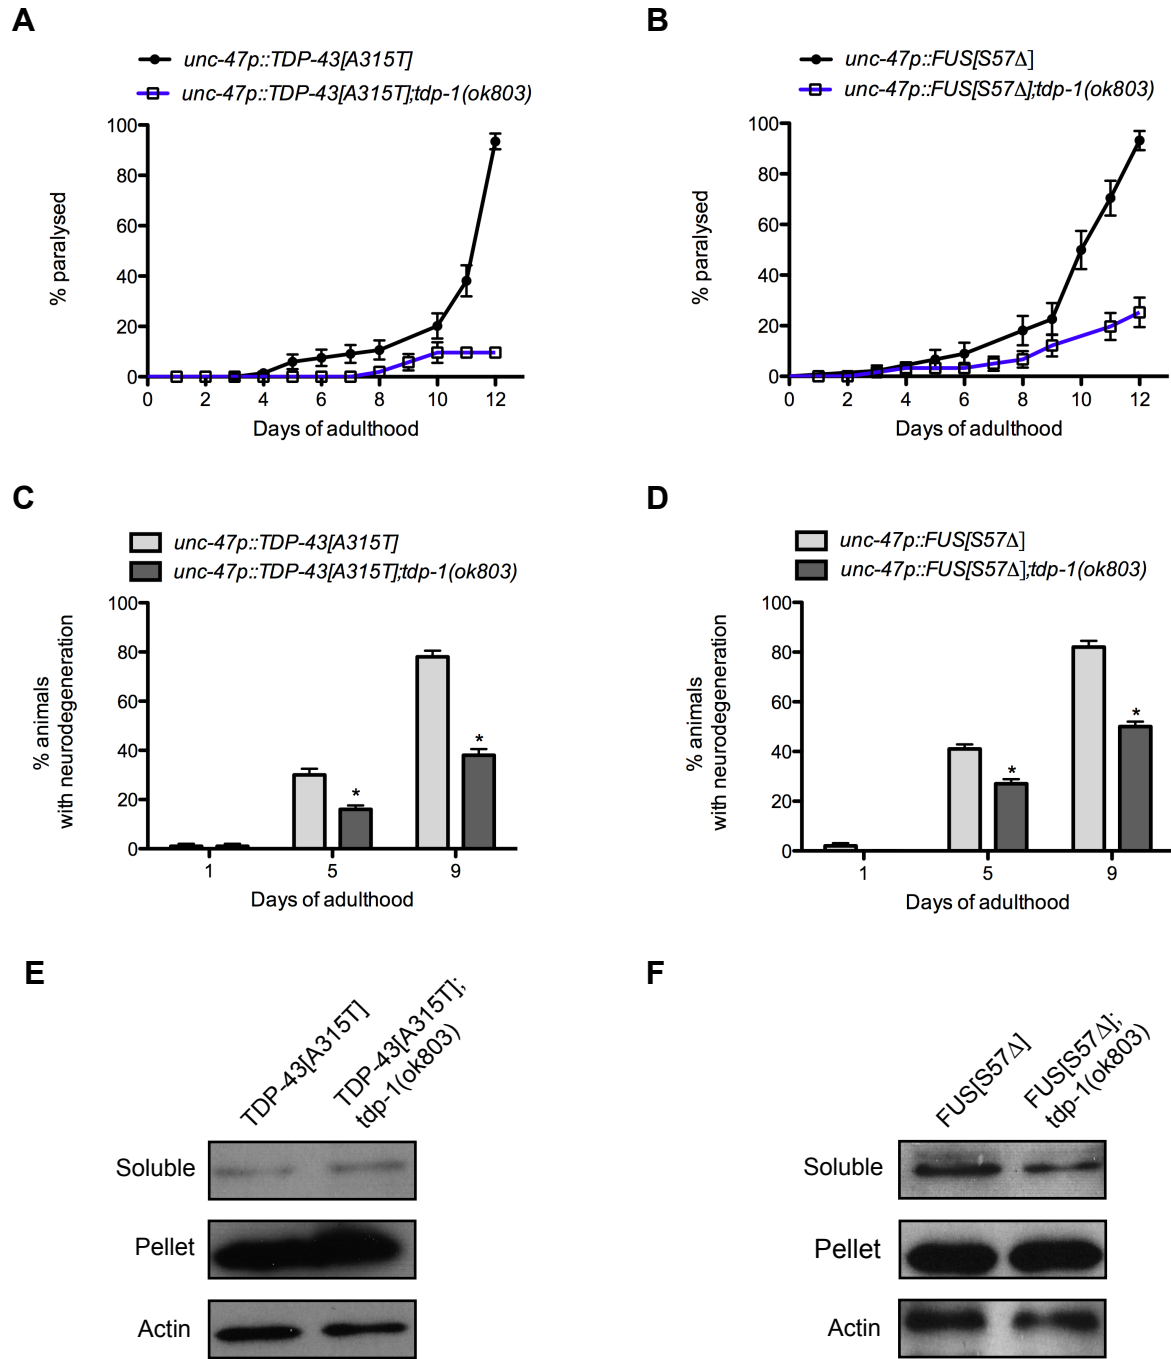 A
unc-47p::TDP-43[A315T]
unc-47p::TDP-43[A315T];tdp-1(ok803)
100
80
60
40
20
0
% paralysed
0 2 4 6 8 10 12
Days of adulthood
B
unc-47p::FUS[S57Δ]
unc-47p::FUS[S57Δ];tdp-1(ok803)
100
80
60
40
20
0
% paralysed
0 2 4 6 8 10 12
Days of adulthood
C
unc-47p::TDP-43[A315T]
unc-47p::TDP-43[A315T];tdp-1(ok803)
100
80
60
40
20
0
% animals
with neurodegeneration
* *
1 5 9
Days of adulthood
D
unc-47p::FUS[S57Δ]
unc-47p::FUS[S57Δ];tdp-1(ok803)
100
80
60
40
20
0
% animals
with neurodegeneration
* *
1 5 9
Days of adulthood
E
TDP-43[A315T]
TDP-43[A315T];
tdp-1(ok803)
Soluble
Pellet
Actin
F
FUS[S57Δ]
FUS[S57Δ];
tdp-1(ok803)
Soluble
Pellet
Actin